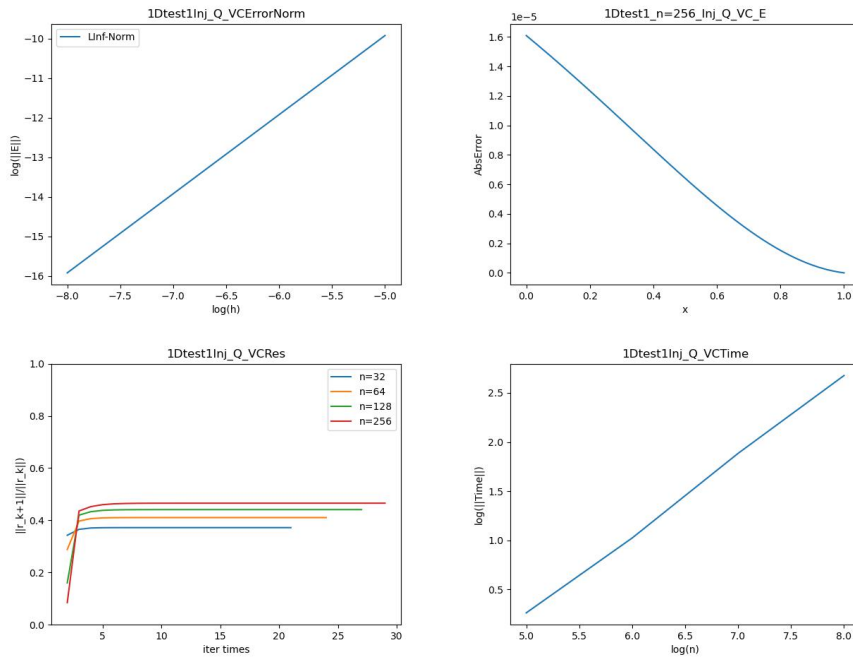 1Dtest1Inj_Q_VCErrorNorm
LInf-Norm
−10
−11
−12
−13
−14
−15
−16
log(||E||)
−8.0 −7.5 −7.0 −6.5 −6.0 −5.5 −5.0
log(h)
1Dtest1_n=256_Inj_Q_VC_E
1e−5
1.6
1.4
1.2
1.0
0.8
0.6
0.4
0.2
0.0
AbsError
0.0 0.2 0.4 0.6 0.8 1.0
x
1Dtest1Inj_Q_VCRes
n=32
n=64
n=128
n=256
1.0
0.8
0.6
0.4
0.2
0.0
||r_k+1||/||r_k||
5 10 15 20 25 30
iter times
1Dtest1Inj_Q_VCTime
2.5
2.0
1.5
1.0
0.5
log(||Time||)
5.0 5.5 6.0 6.5 7.0 7.5 8.0
log(n)